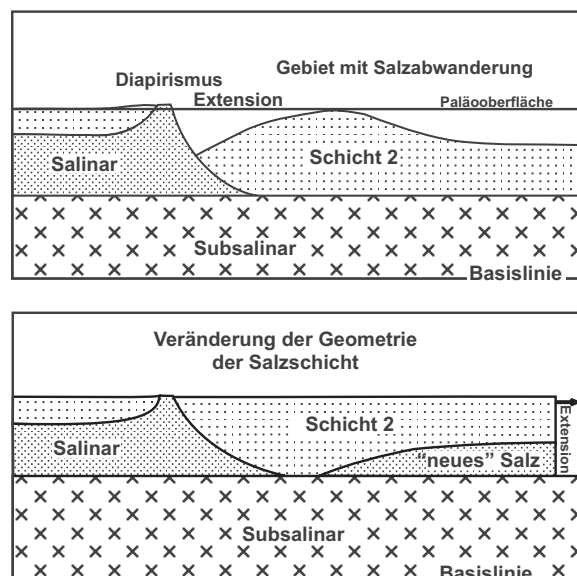 Diapirismus
Gebiet mit Salzabwanderung
Extension
Paläooberfläche
Salinar
Schicht 2
Subsalinar
Basislinie
Veränderung der Geometrie
der Salzschicht
Schicht 2
Extension
Salinar
“neues” Salz
Subsalinar
Basislinie